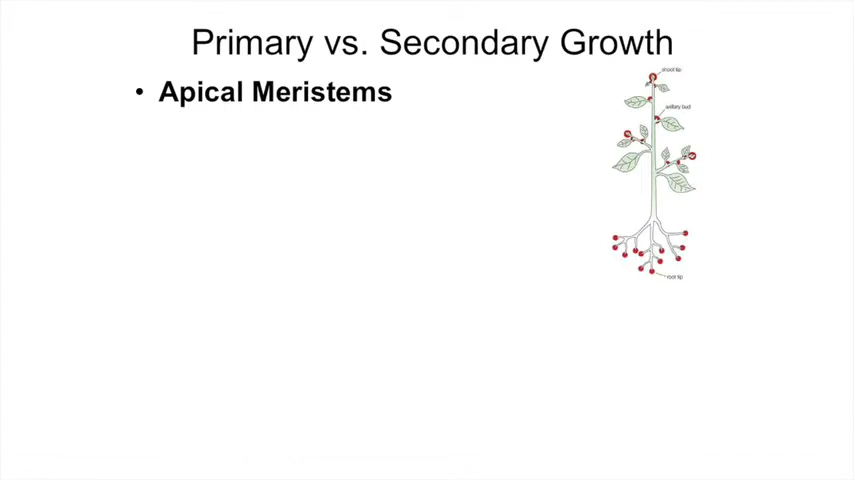 Primary vs. Secondary Growth
• Apical Meristems
shoot tip
axillary bud
root tip